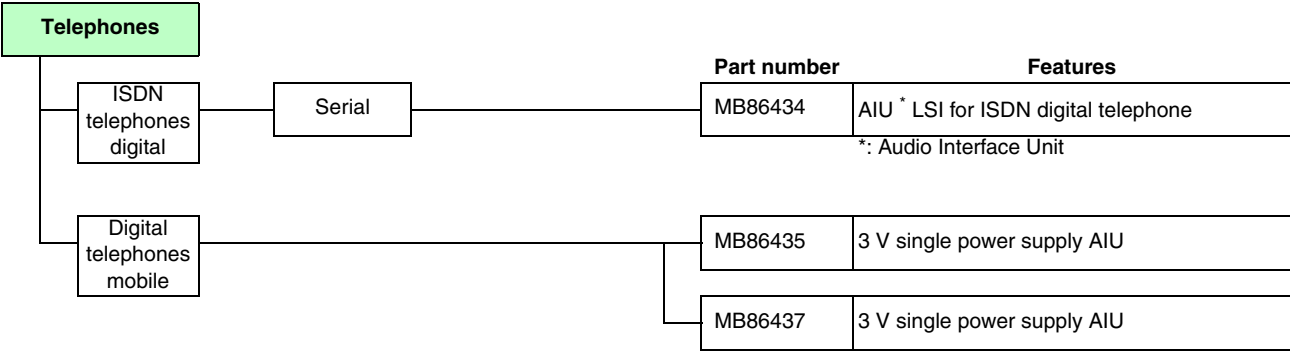 Telephones
Part number Features
ISDN
telephones
digital
Serial
MB86434 AIU * LSI for ISDN digital telephone
*: Audio Interface Unit
Digital
telephones
mobile
MB86435 3 V single power supply AIU
MB86437 3 V single power supply AIU